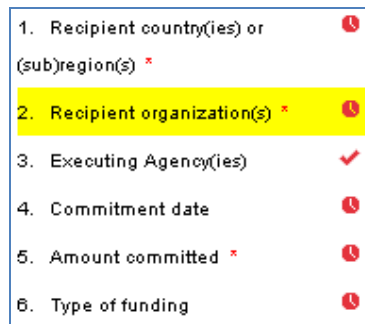 1. Recipient country(ies) or
(sub)region(s) *
2. Recipient organization(s) *
3. Executing Agency(ies)
4. Commitment date
5. Amount committed *
6. Type of funding